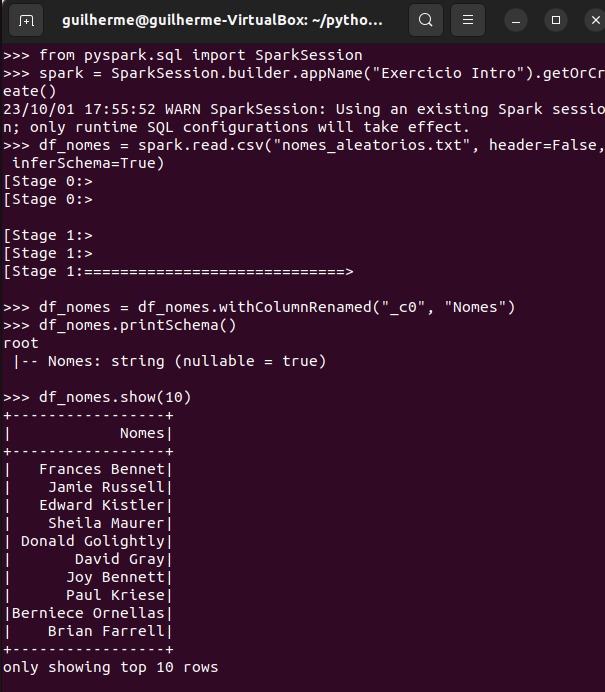 guilherme@guilherme-VirtualBox: ~/pytho...
>>> from pyspark.sql import SparkSession
>>> spark = SparkSession.builder.appName("Exercicio Intro").getOrCr
eate()
23/10/01 17:55:52 WARN SparkSession: Using an existing Spark sessio
n; only runtime SQL configurations will take effect.
>>> df_nomes = spark.read.csv("nomes_aleatorios.txt", header=False,
 inferSchema=True)
[Stage 0:>
[Stage 0:>
[Stage 1:>
[Stage 1:>
[Stage 1:=============================>
>>> df_nomes = df_nomes.withColumnRenamed("_c0", "Nomes")
>>> df_nomes.printSchema()
root
 |-- Nomes: string (nullable = true)
>>> df_nomes.show(10)
+-----------------+
|            Nomes|
+-----------------+
|   Frances Bennet|
|    Jamie Russell|
|   Edward Kistler|
|    Sheila Maurer|
| Donald Golightly|
|       David Gray|
|      Joy Bennett|
|      Paul Kriese|
|Berniece Ornellas|
|    Brian Farrell|
+-----------------+
only showing top 10 rows